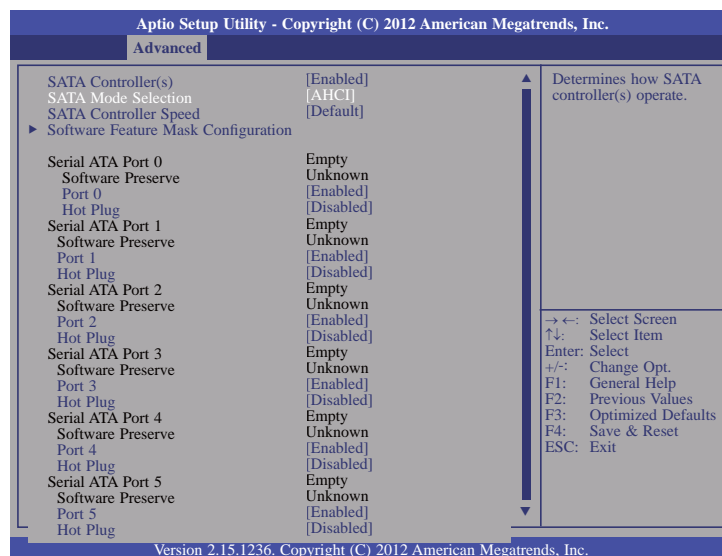 Aptio Setup Utility - Copyright (C) 2012 American Megatrends, Inc.
Advanced
SATA Controller(s) [Enabled]
SATA Mode Selection [AHCI]
SATA Controller Speed [Default]
▶ Software Feature Mask Configuration
Serial ATA Port 0 Empty
Software Preserve Unknown
Port 0 [Enabled]
Hot Plug [Disabled]
Serial ATA Port 1 Empty
Software Preserve Unknown
Port 1 [Enabled]
Hot Plug [Disabled]
Serial ATA Port 2 Empty
Software Preserve Unknown
Port 2 [Enabled]
Hot Plug [Disabled]
Serial ATA Port 3 Empty
Software Preserve Unknown
Port 3 [Enabled]
Hot Plug [Disabled]
Serial ATA Port 4 Empty
Software Preserve Unknown
Port 4 [Enabled]
Hot Plug [Disabled]
Serial ATA Port 5 Empty
Software Preserve Unknown
Port 5 [Enabled]
Hot Plug [Disabled]
Determines how SATA
controller(s) operate.
→←: Select Screen
↑↓: Select Item
Enter: Select
+/-: Change Opt.
F1: General Help
F2: Previous Values
F3: Optimized Defaults
F4: Save & Reset
ESC: Exit
Version 2.15.1236. Copyright (C) 2012 American Megatrends, Inc.